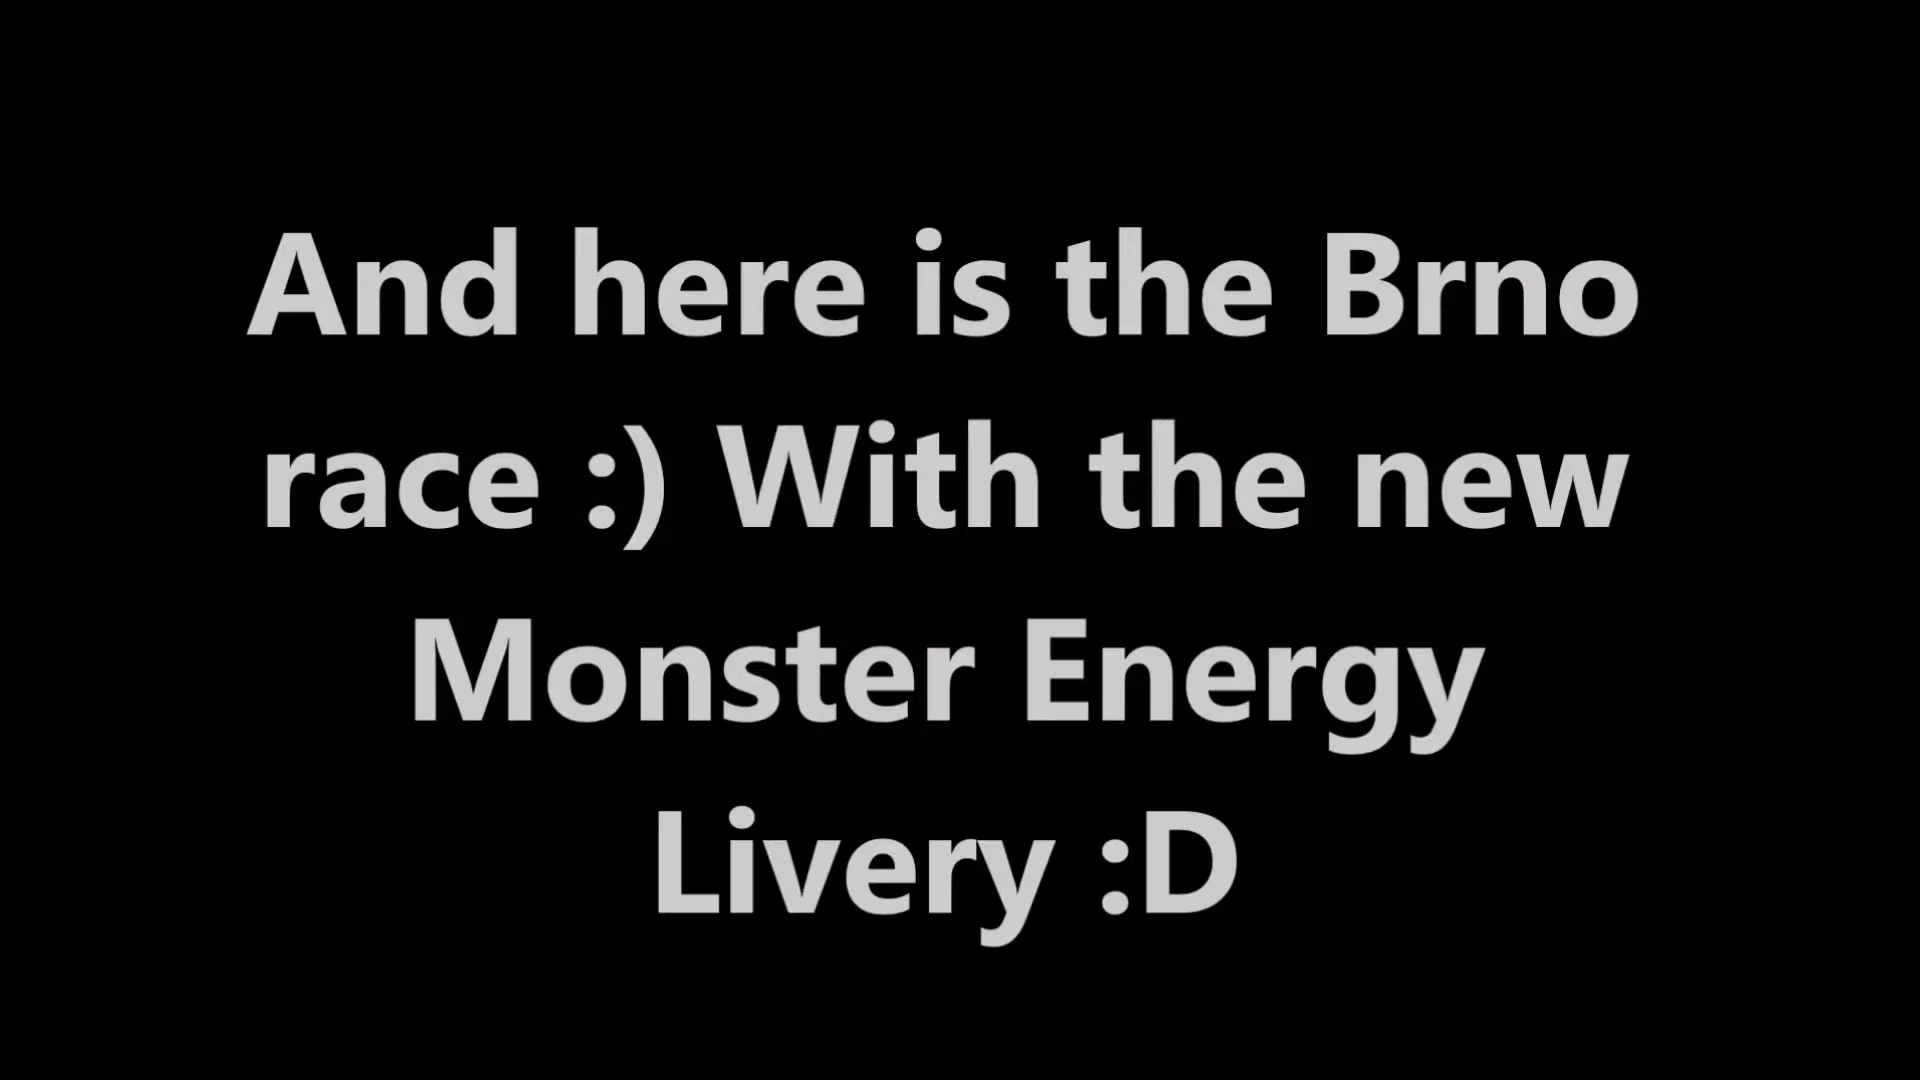 And here is the Brno
race :) With the new
Monster Energy
Livery :D